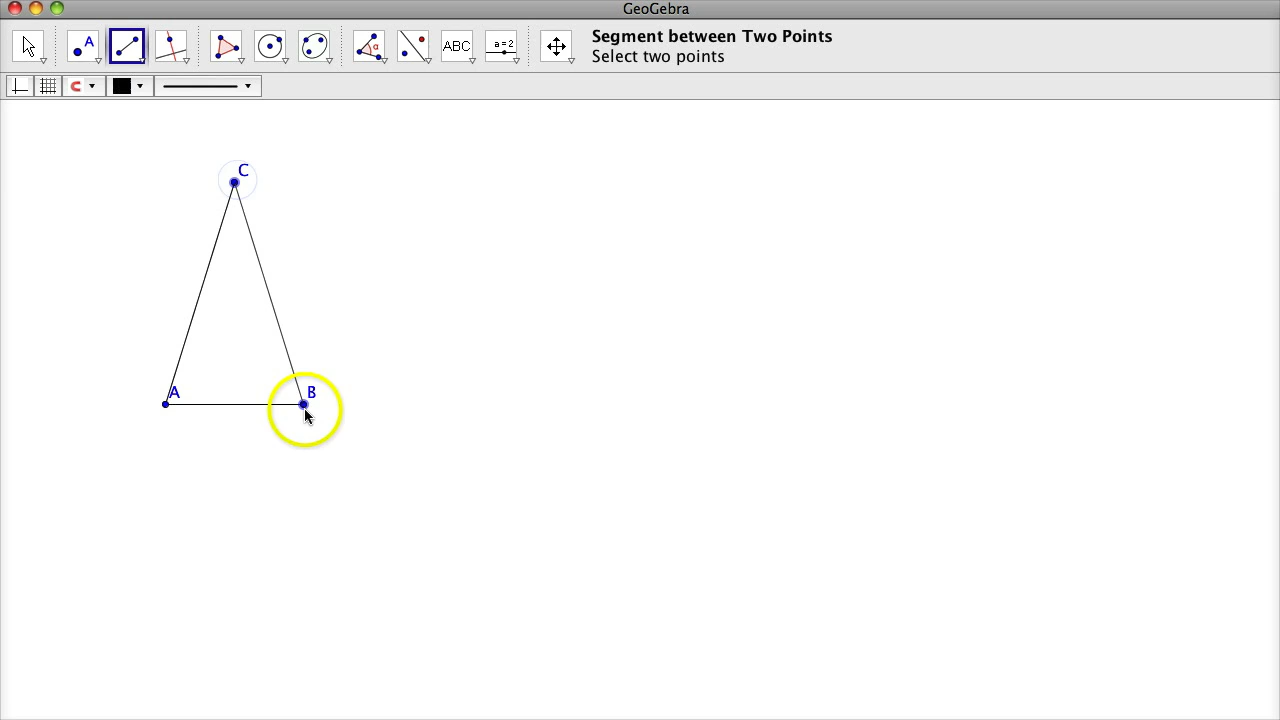 GeoGebra
A
α
ABC
a=2
Segment between Two Points
Select two points
C
A
B